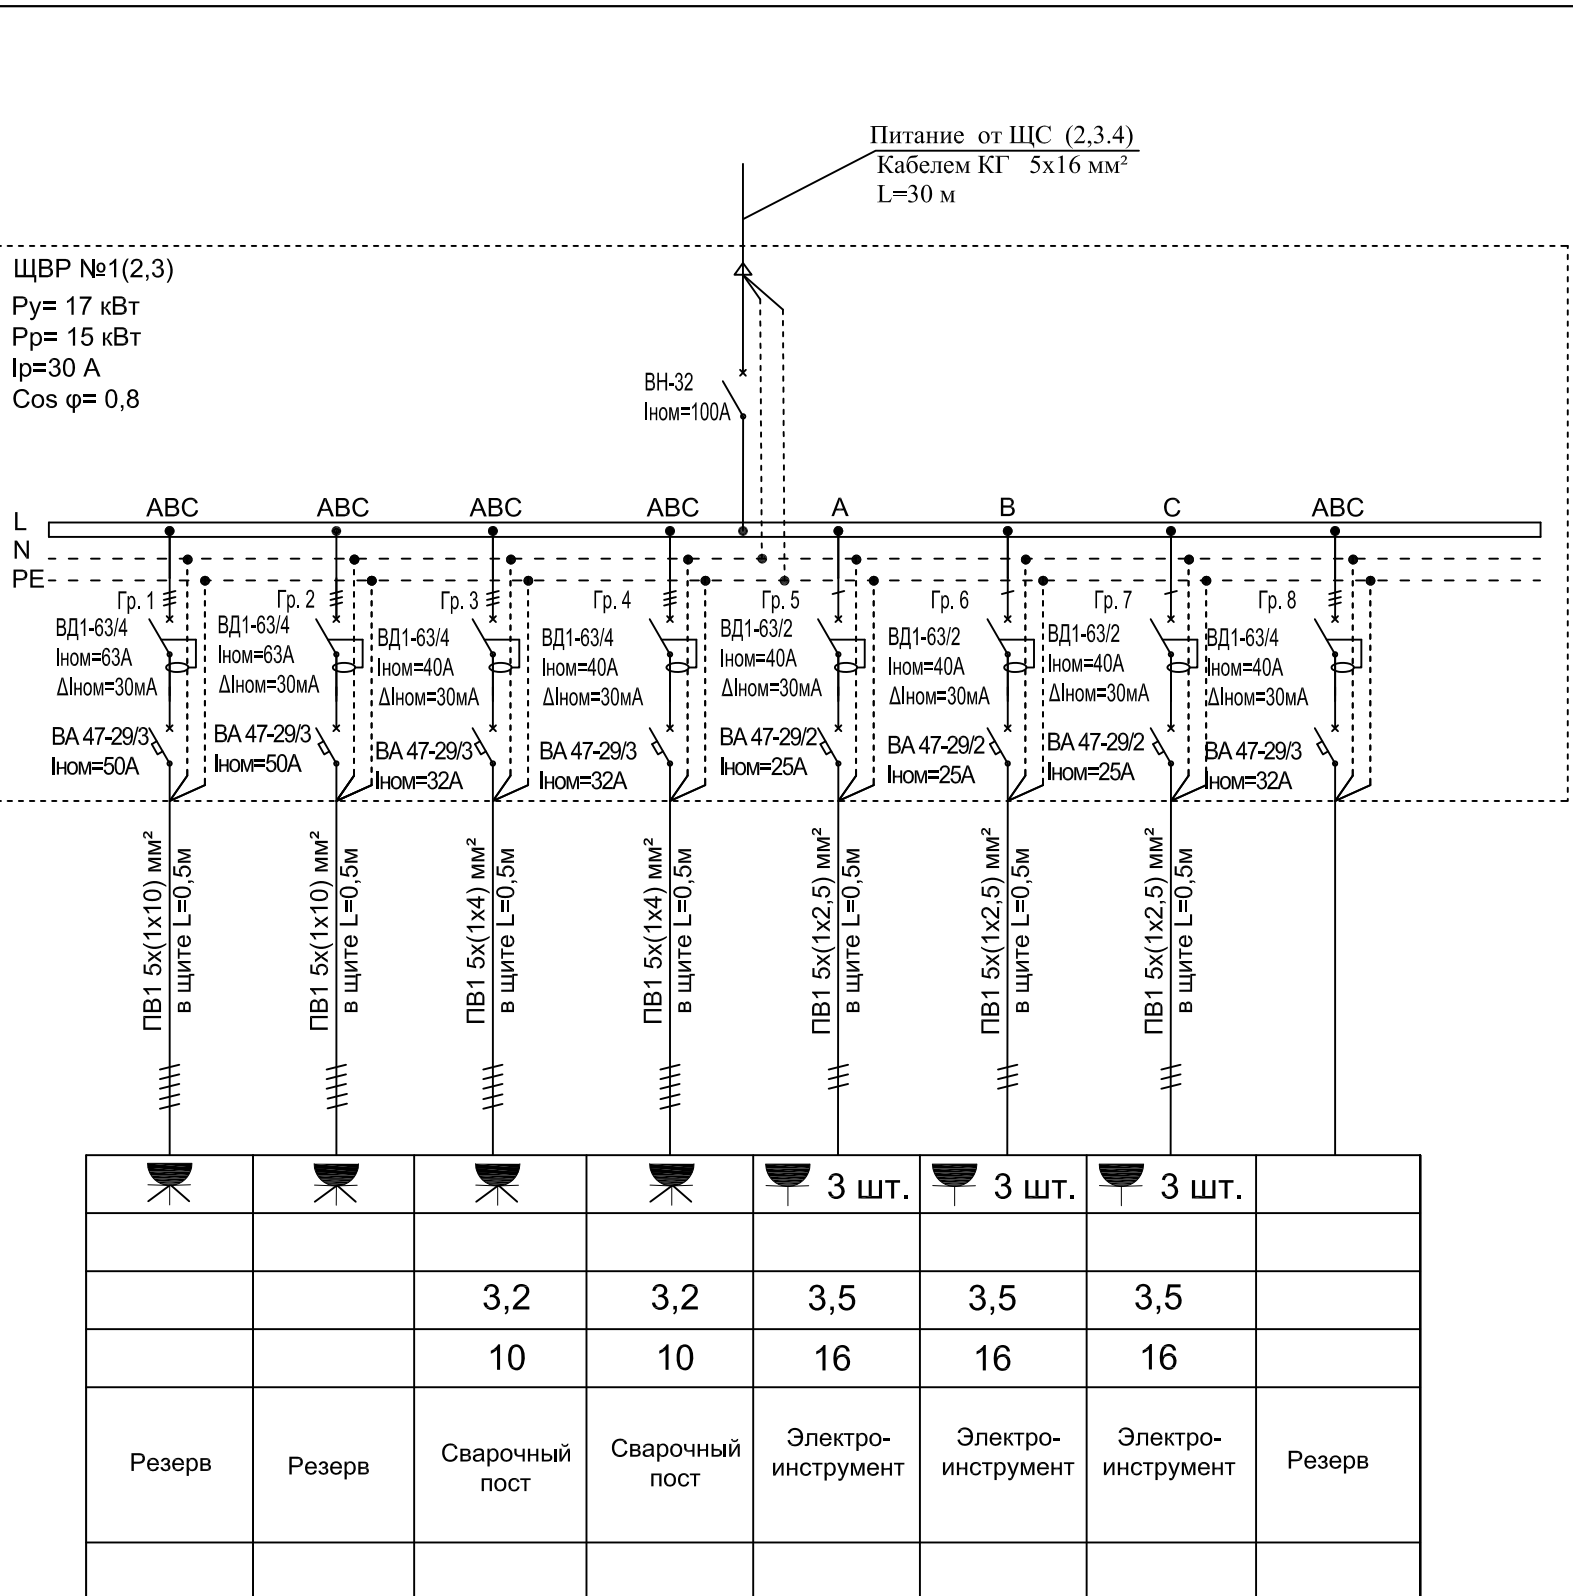 Питание от ЩС (2,3.4)
Кабелем КГ 5х16 мм²
L=30 м
ЩВР №1(2,3)
Ру= 17 кВт
Рр= 15 кВт
Iр=30 А
Cos φ= 0,8
ВН-32
Iном=100А
ABC ABC ABC ABC A B C ABC
L
N
PE
Гр. 1 Гр. 2 Гр. 3 Гр. 4 Гр. 5 Гр. 6 Гр. 7 Гр. 8
ВД1-63/4
Iном=63А
ΔIном=30мА
ВА 47-29/3
Iном=50А
ВД1-63/4
Iном=63А
ΔIном=30мА
ВА 47-29/3
Iном=50А
ВД1-63/4
Iном=40А
ΔIном=30мА
ВА 47-29/3
Iном=32А
ВД1-63/4
Iном=40А
ΔIном=30мА
ВА 47-29/3
Iном=32А
ВД1-63/2
Iном=40А
ΔIном=30мА
ВА 47-29/2
Iном=25А
ВД1-63/2
Iном=40А
ΔIном=30мА
ВА 47-29/2
Iном=25А
ВД1-63/2
Iном=40А
ΔIном=30мА
ВА 47-29/2
Iном=25А
ВД1-63/4
Iном=40А
ΔIном=30мА
ВА 47-29/3
Iном=32А
ПВ1 5х(1х10) мм²
в щите L=0,5м
ПВ1 5х(1х10) мм²
в щите L=0,5м
ПВ1 5х(1х4) мм²
в щите L=0,5м
ПВ1 5х(1х4) мм²
в щите L=0,5м
ПВ1 5х(1х2,5) мм²
в щите L=0,5м
ПВ1 5х(1х2,5) мм²
в щите L=0,5м
ПВ1 5х(1х2,5) мм²
в щите L=0,5м
3 шт. 3 шт. 3 шт.
3,2 3,2 3,5 3,5 3,5
10 10 16 16 16
Резерв
Резерв
Сварочный
пост
Сварочный
пост
Электро-
инструмент
Электро-
инструмент
Электро-
инструмент
Резерв